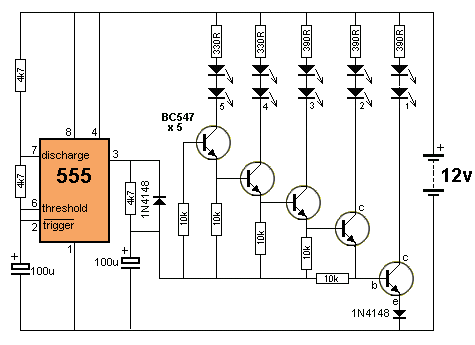 330R
330R
390R
390R
390R
4k7
BC547
x 5
5
4
3
2
1
8
4
7
discharge
3
555
12v
+
4k7
6
threshold
2
trigger
4k7
1N4148
10k
10k
10k
10k
10k
c
c
b
e
1
+
100u
+
100u
1N4148